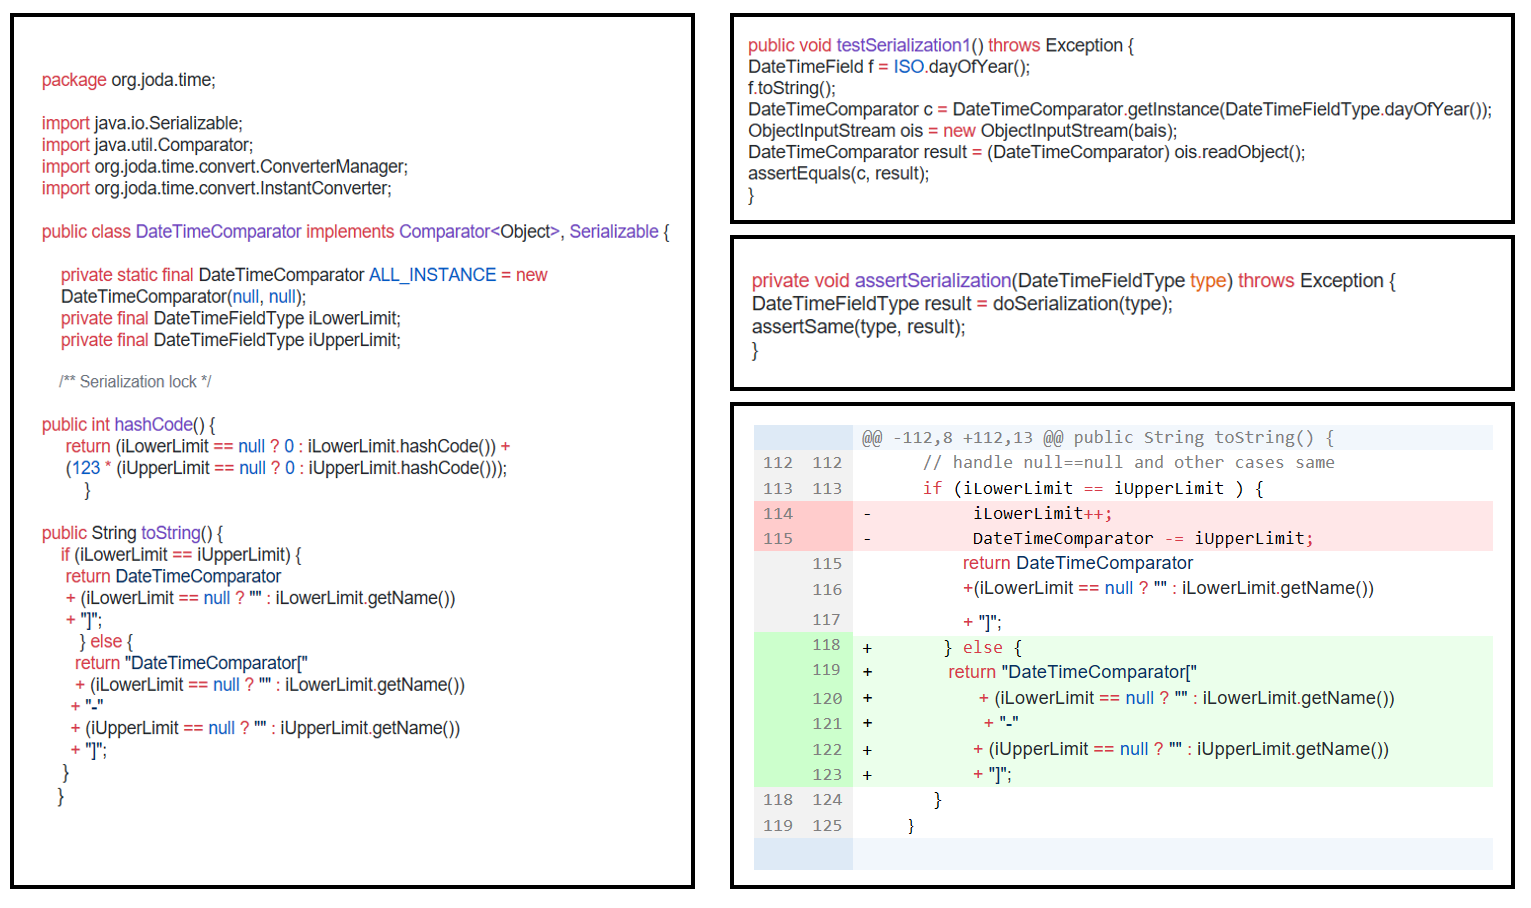 package org.joda.time;
import java.io.Serializable;
import java.util.Comparator;
import org.joda.time.convert.ConverterManager;
import org.joda.time.convert.InstantConverter;
public class DateTimeComparator implements Comparator<Object>, Serializable {
private static final DateTimeComparator ALL_INSTANCE = new
DateTimeComparator(null, null);
private final DateTimeFieldType iLowerLimit;
private final DateTimeFieldType iUpperLimit;
/** Serialization lock */
public int hashCode() {
return (iLowerLimit == null ? 0 : iLowerLimit.hashCode()) +
(123 * (iUpperLimit == null ? 0 : iUpperLimit.hashCode()));
}
public String toString() {
if (iLowerLimit == iUpperLimit) {
return DateTimeComparator
+ (iLowerLimit == null ? "" : iLowerLimit.getName())
+ "]";
} else {
return "DateTimeComparator["
+ (iLowerLimit == null ? "" : iLowerLimit.getName())
+ "-"
+ (iUpperLimit == null ? "" : iUpperLimit.getName())
+ "]";
}
}
public void testSerialization1() throws Exception {
DateTimeField f = ISO.dayOfYear();
f.toString();
DateTimeComparator c = DateTimeComparator.getInstance(DateTimeFieldType.dayOfYear());
ObjectInputStream ois = new ObjectInputStream(bais);
DateTimeComparator result = (DateTimeComparator) ois.readObject();
assertEquals(c, result);
}
private void assertSerialization(DateTimeFieldType type) throws Exception {
DateTimeFieldType result = doSerialization(type);
assertSame(type, result);
}
@@ -112,8 +112,13 @@ public String toString() {
112 112 // handle null==null and other cases same
113 113 if (iLowerLimit == iUpperLimit ) {
114 - iLowerLimit++;
115 - DateTimeComparator -= iUpperLimit;
115 return DateTimeComparator
116 +(iLowerLimit == null ? "" : iLowerLimit.getName())
117 + "]";
118 + } else {
119 + return "DateTimeComparator["
120 + + (iLowerLimit == null ? "" : iLowerLimit.getName())
121 + + "-"
122 + + (iUpperLimit == null ? "" : iUpperLimit.getName())
123 + + "]";
118 124 }
119 125 }